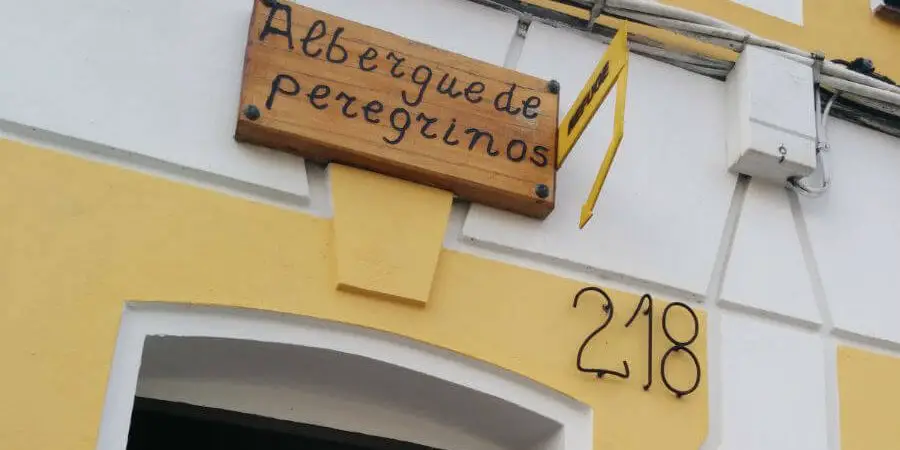 Albergue de
peregrinos
218